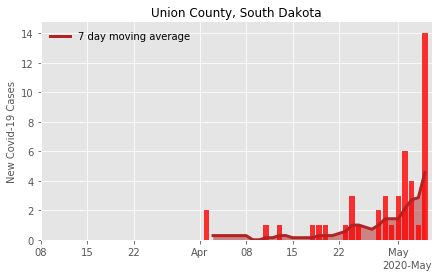 Union County, South Dakota
7 day moving average
New Covid-19 Cases
14
12
10
8
6
4
2
0
08 15 22 Apr 08 15 22 May
2020-May